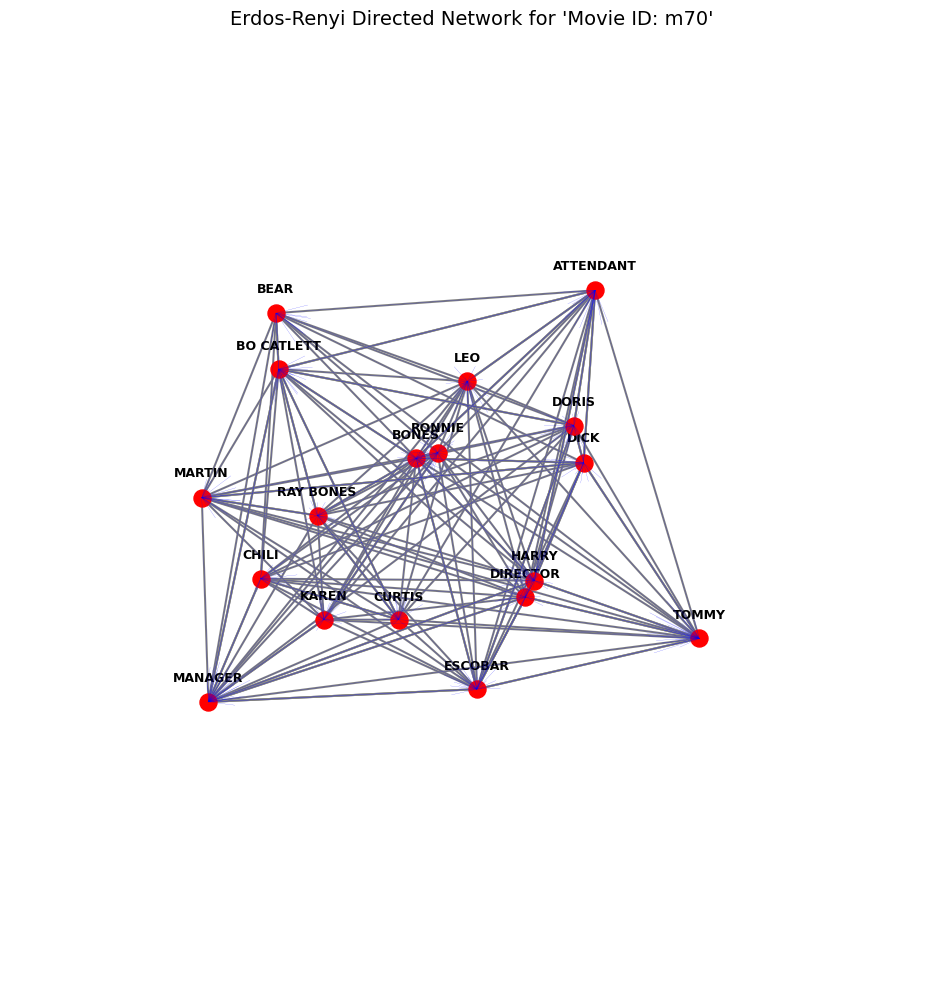 Erdos-Renyi Directed Network for 'Movie ID: m70'
ATTENDANT
BEAR
BO CATLETT
LEO
DORIS
RONNIE
BONES
DICK
MARTIN
RAY BONES
CHILI
HARRY
DIRECTOR
KAREN
CURTIS
TOMMY
ESCOBAR
MANAGER